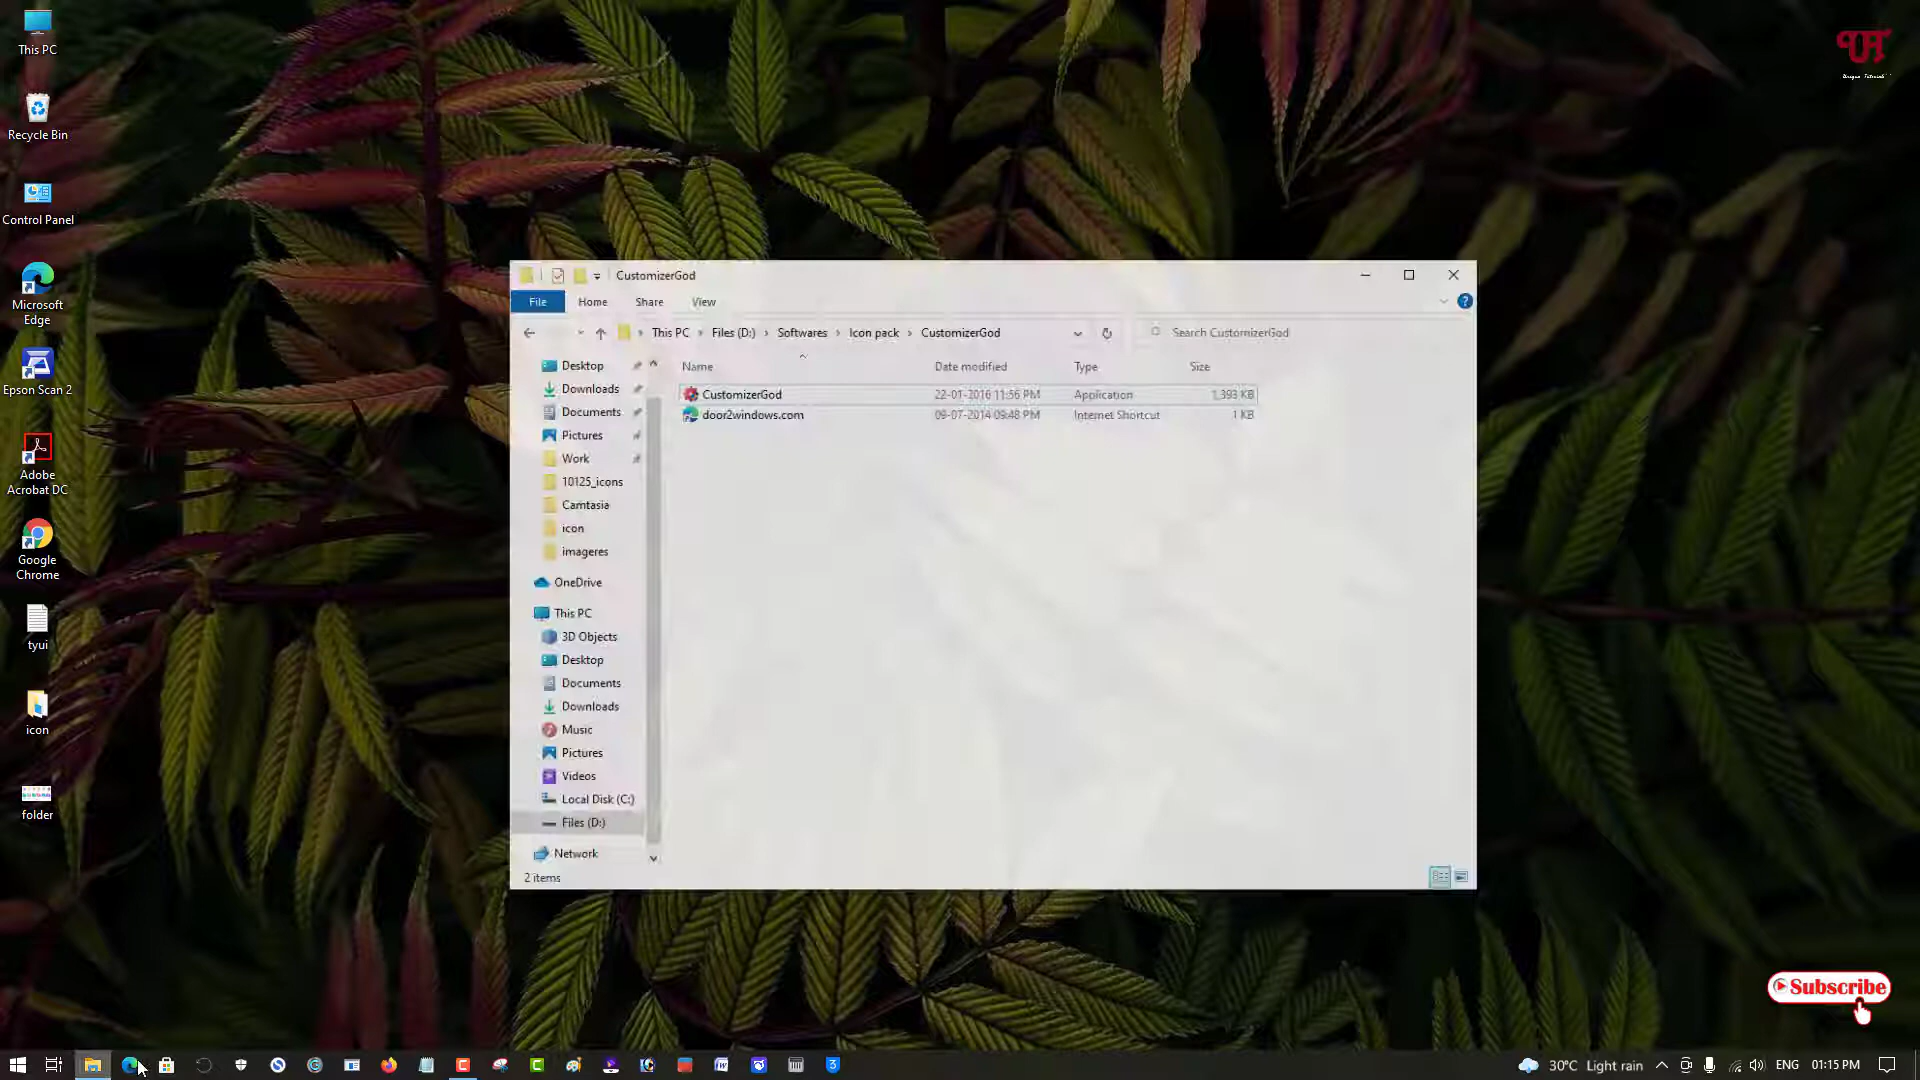 This PC
Recycle Bin
Control Panel
Microsoft
Edge
Epson Scan 2
Adobe
Acrobat DC
Google
Chrome
tyui
icon
folder
UT
CustomizerGod
File
Home
Share
View
This PC
Files (D:)
Softwares
Icon pack
CustomizerGod
Search CustomizerGod
Name
Date modified
Type
Size
CustomizerGod
22-01-2016 11:56 PM
Application
1,393 KB
door2windows.com
09-07-2014 09:48 PM
Internet Shortcut
1 KB
Desktop
Downloads
Documents
Pictures
Work
10125_icons
Camtasia
icon
imageres
OneDrive
This PC
3D Objects
Desktop
Documents
Downloads
Music
Pictures
Videos
Local Disk (C:)
Files (D:)
Network
2 items
Subscribe
30°C Light rain
ENG
01:15 PM